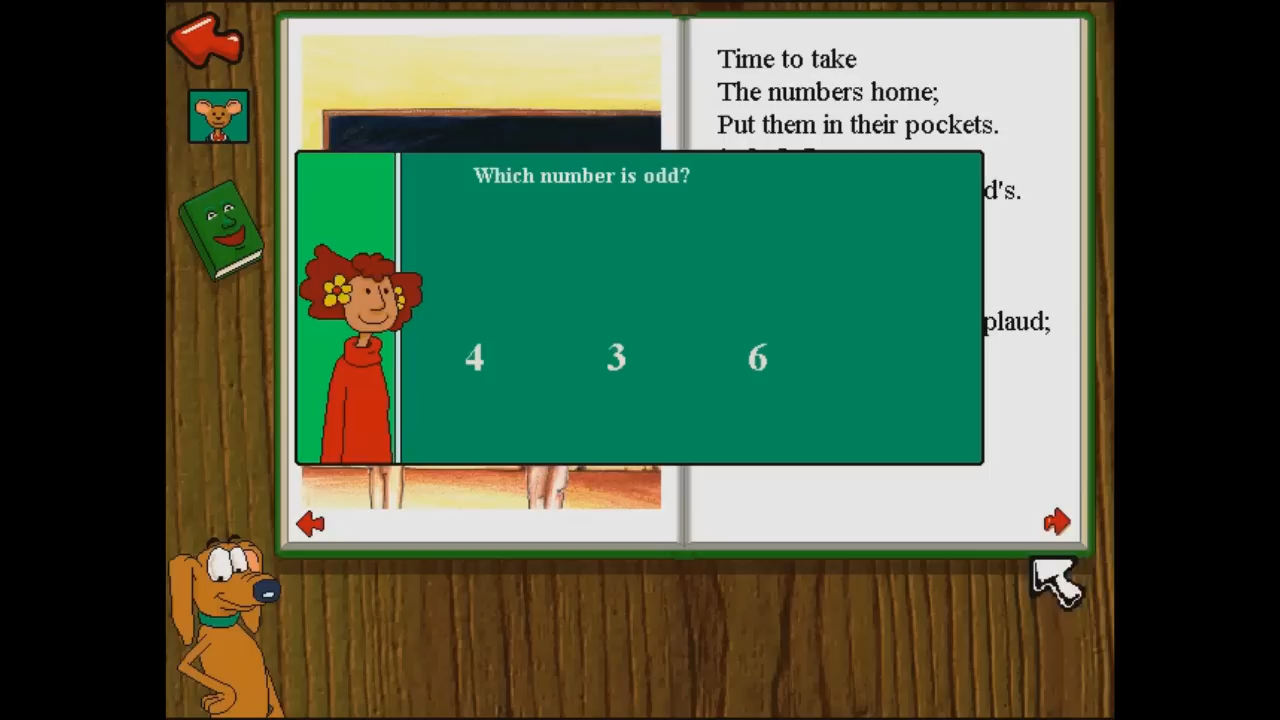 Time to take
The numbers home;
Put them in their pockets.
d's.
plaud;
Which number is odd?
4 3 6